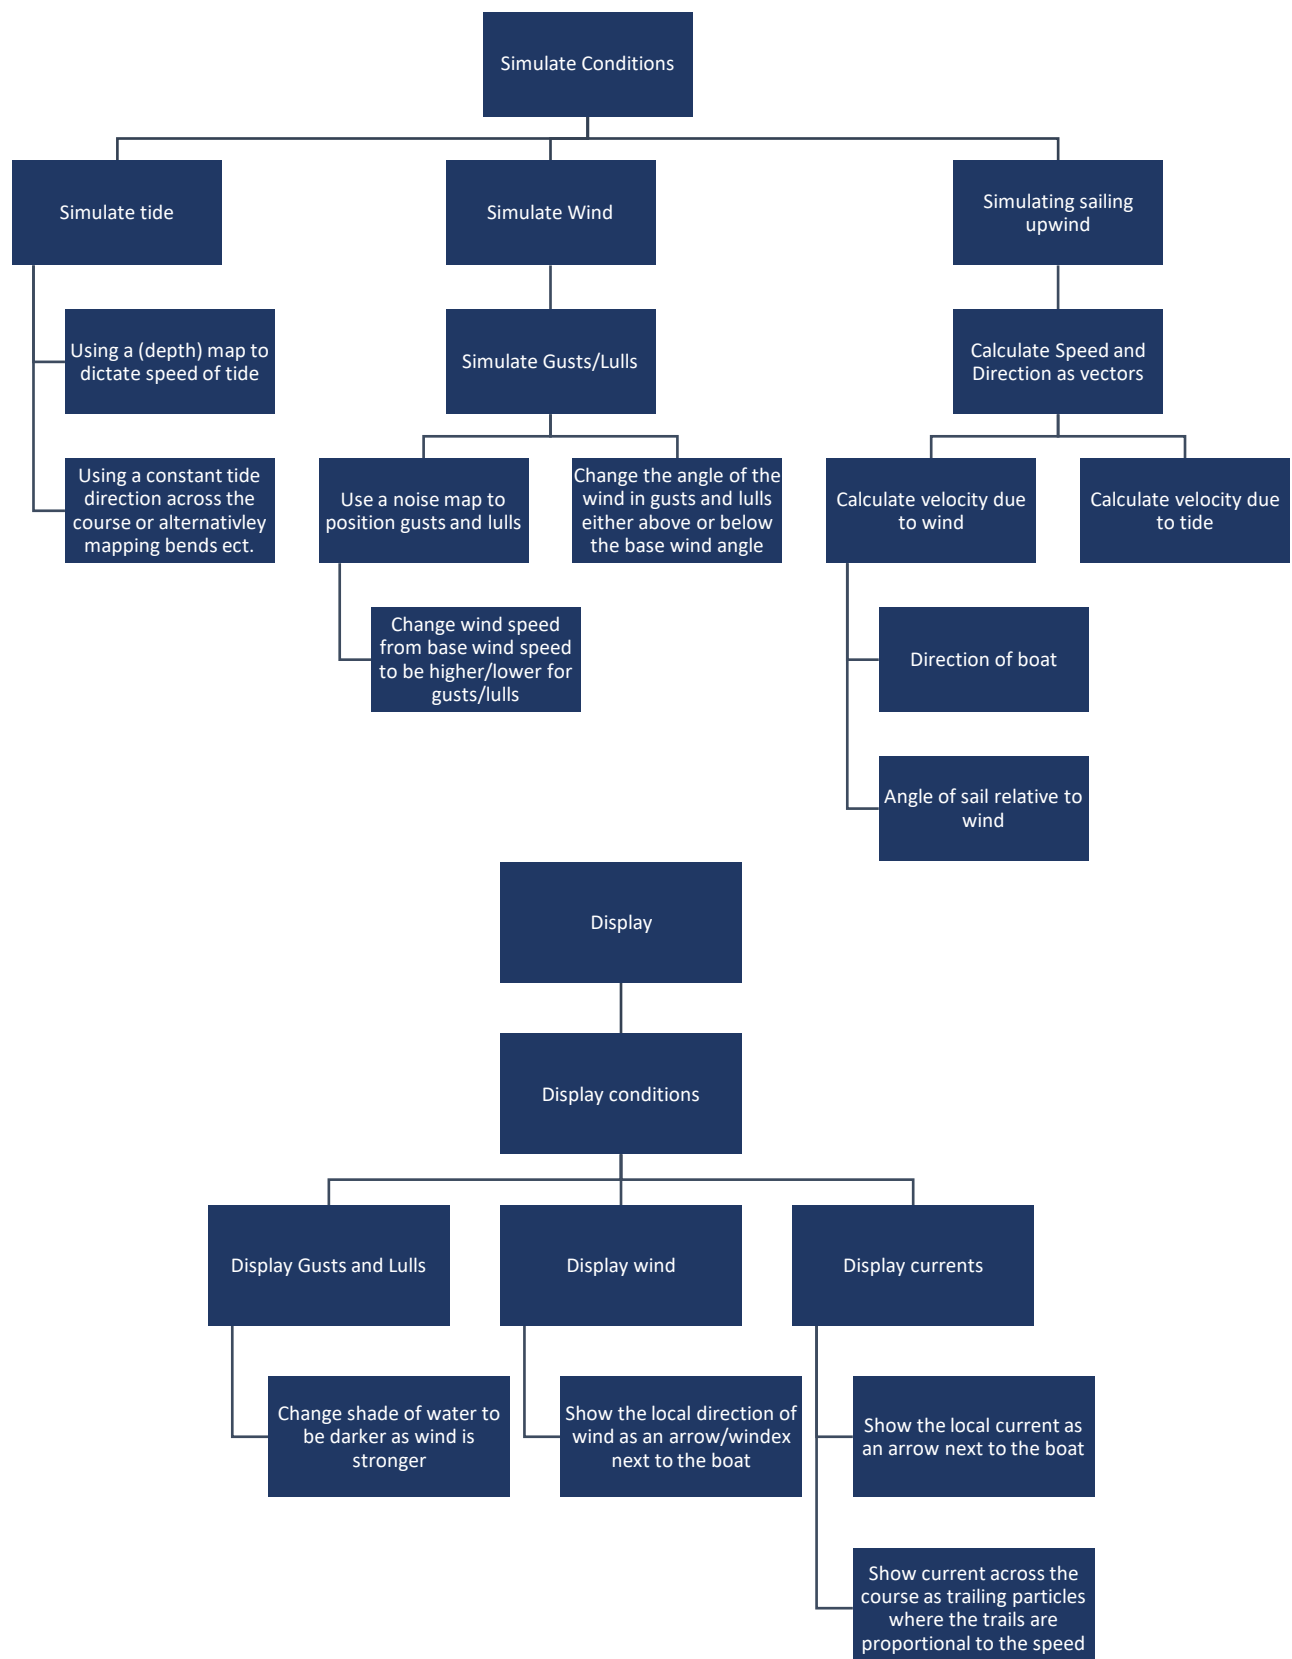 Simulate Conditions
Simulate tide
Simulate Wind
Simulating sailing
upwind
Using a (depth) map to
dictate speed of tide
Simulate Gusts/Lulls
Calculate Speed and
Direction as vectors
Using a constant tide
direction across the
course or alternativley
mapping bends ect.
Use a noise map to
position gusts and lulls
Change the angle of the
wind in gusts and lulls
either above or below
the base wind angle
Calculate velocity due
to wind
Calculate velocity due
to tide
Change wind speed
from base wind speed
to be higher/lower for
gusts/lulls
Direction of boat
Angle of sail relative to
wind
Display
Display conditions
Display Gusts and Lulls
Display wind
Display currents
Change shade of water to
be darker as wind is
stronger
Show the local direction of
wind as an arrow/windex
next to the boat
Show the local current as
an arrow next to the boat
Show current across the
course as trailing particles
where the trails are
proportional to the speed